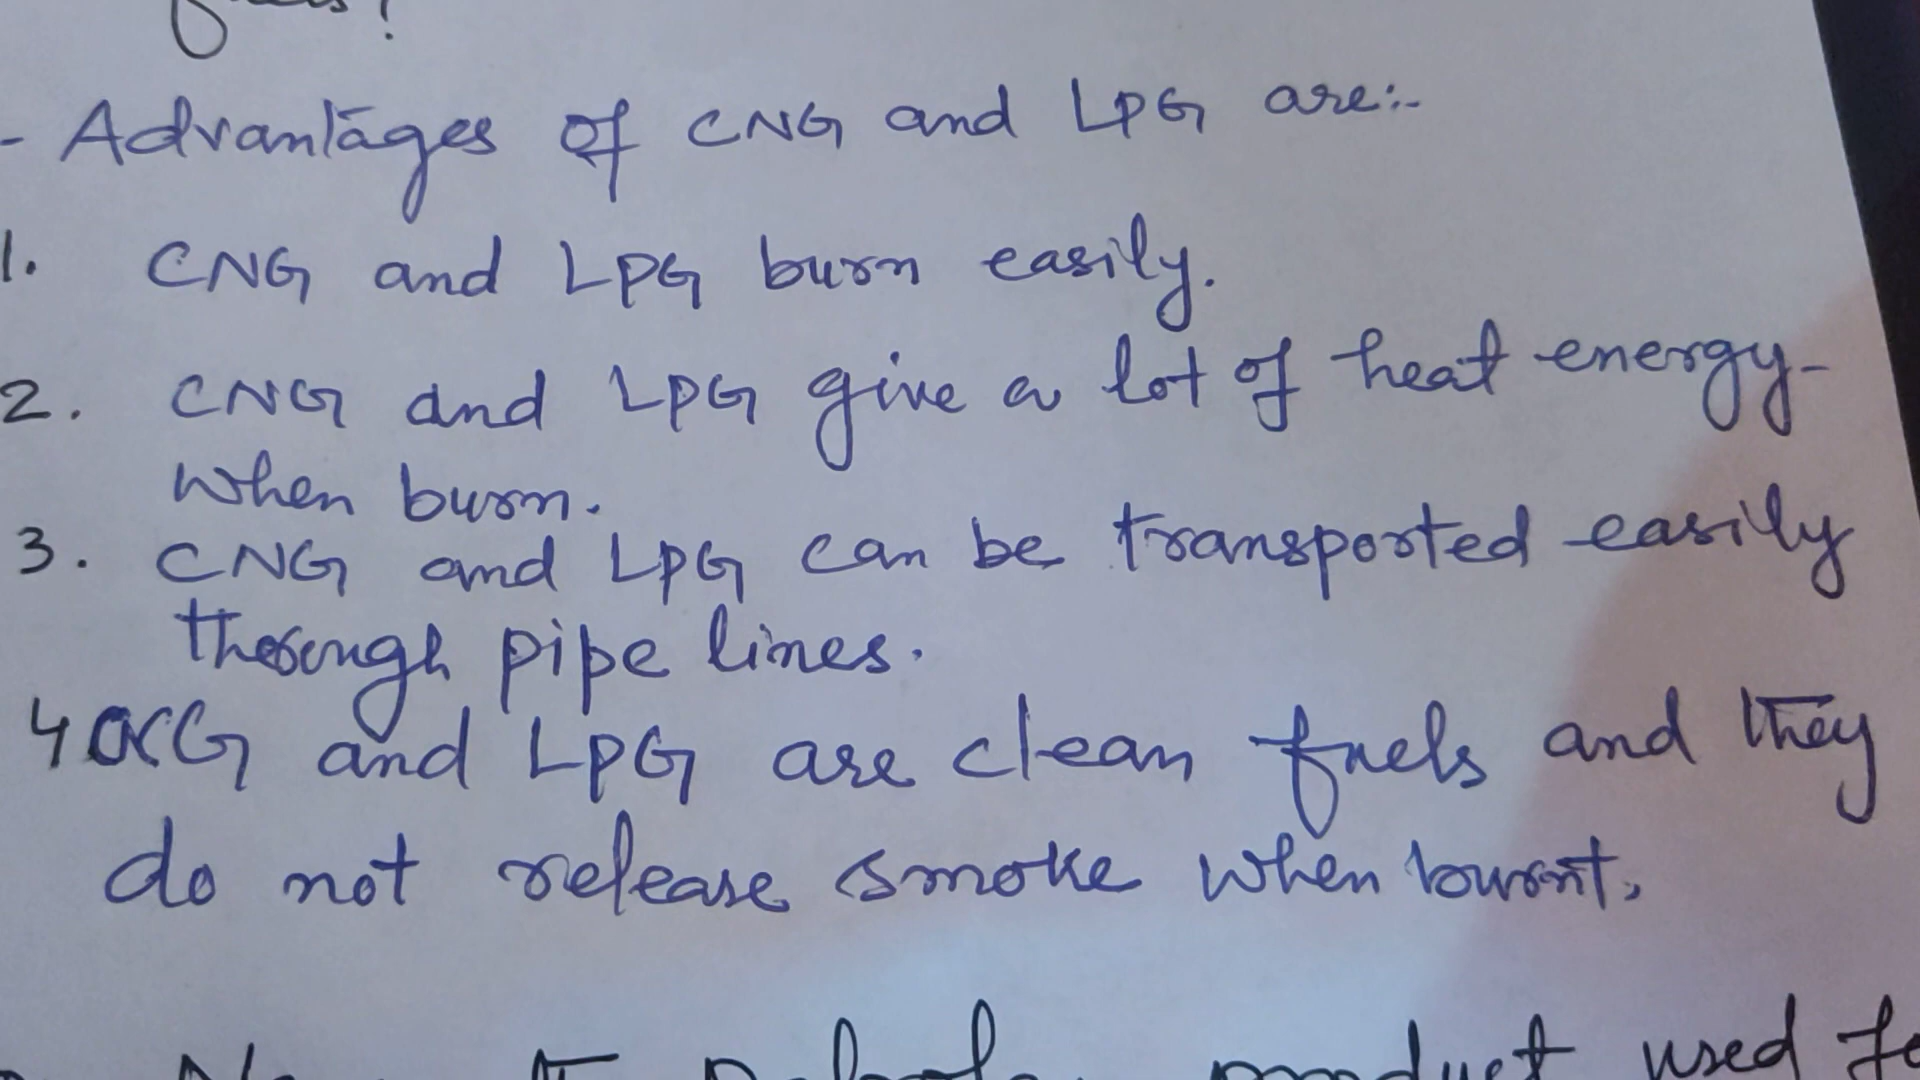 - Advantages of CNG and LPG are:-
1. CNG and LPG burn easily.
2. CNG and LPG give a lot of heat energy-
when burn.
3. CNG and LPG can be transported easily
through pipe lines.
4 CNG and LPG are clean fuels and they
do not release smoke when burnt.
product used